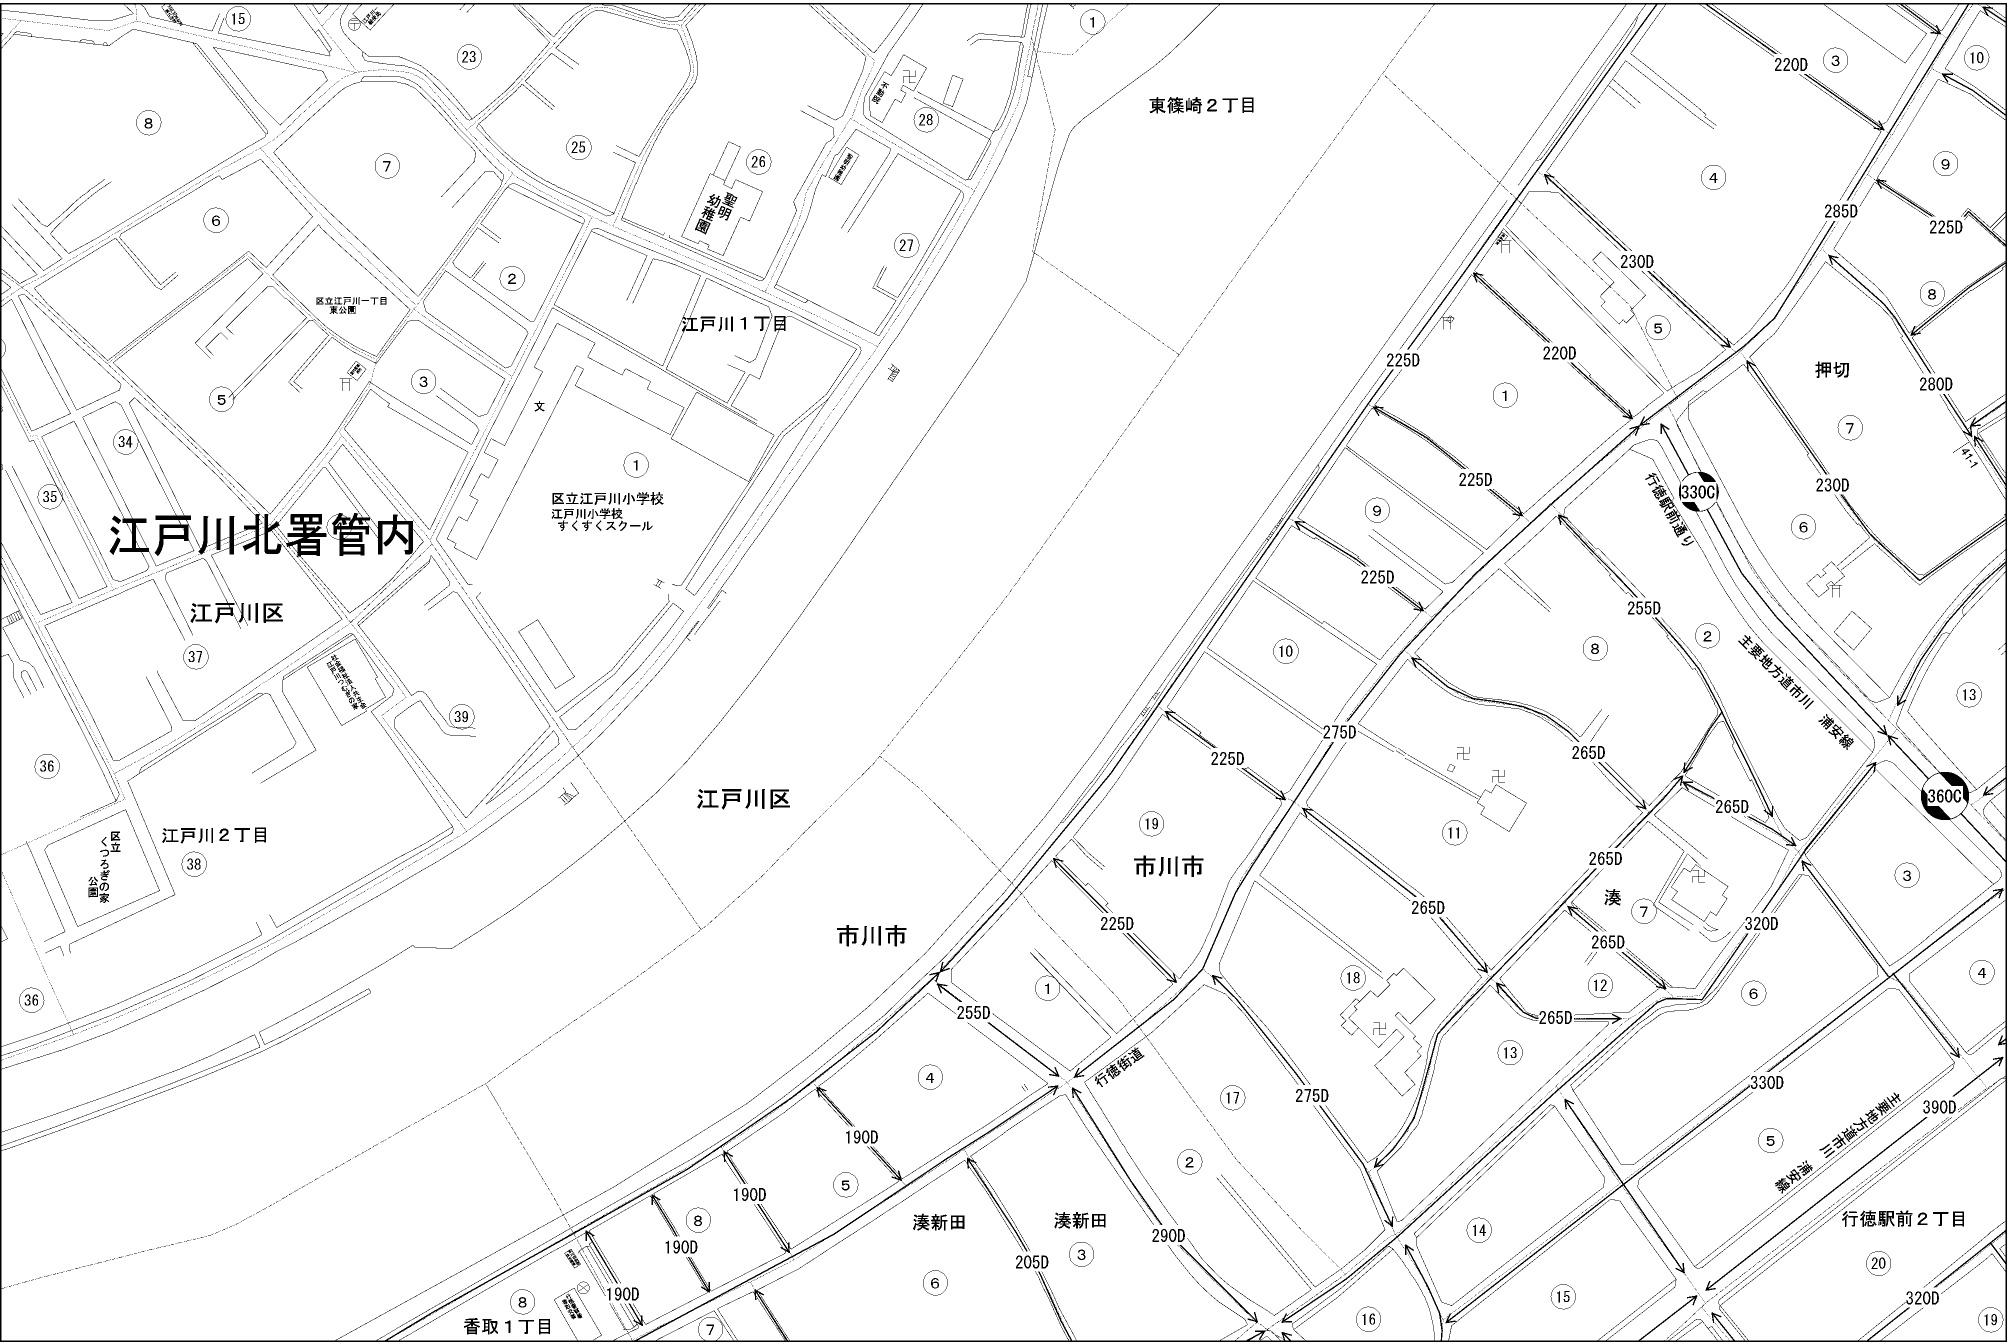 15
23
8
7
25
26
28
1
東篠崎2丁目
220D
3
10
9
4
225D
285D
6
聖明
幼稚園
27
2
区立江戸川一丁目
東公園
江戸川1丁目
230D
5
8
押切
280D
7
41-1
3
5
文
225D
220D
1
34
35
1
区立江戸川小学校
江戸川小学校
すくすくスクール
江戸川北署管内
江戸川区
37
225D
9
225D
330C
行徳駅前通り
230D
6
255D
2
主要地方道市川 浦安線
8
10
13
39
36
275D
265D
225D
360C
265D
江戸川区
江戸川2丁目
38
区立
くつろぎの家
公園
19
市川市
11
265D
湊
3
7
320D
265D
265D
225D
市川市
36
18
12
6
4
1
255D
265D
13
行徳街道
4
17
275D
330D
390D
主要地方道市川 浦安線
5
190D
2
5
190D
8
190D
湊新田
湊新田
3
205D
290D
14
行徳駅前2丁目
20
6
190D
8
香取1丁目
7
15
16
320D
19